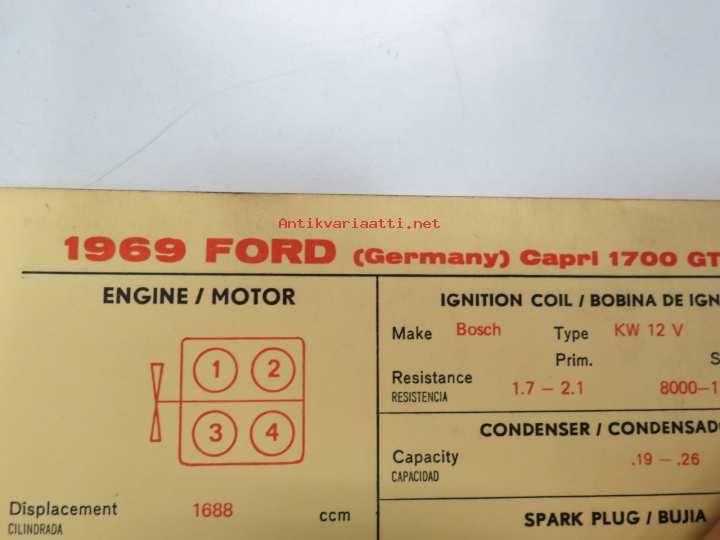 Antikvariaatti.net
1969 FORD (Germany) Capri 1700 GT
ENGINE / MOTOR
1 2
3 4
Displacement 1688 ccm
CILINDRADA
IGNITION COIL / BOBINA DE IGN
Make Bosch Type KW 12 V
Prim. S
Resistance 1.7 – 2.1 8000–1
RESISTENCIA
CONDENSER / CONDENSAD
Capacity .19 – .26
CAPACIDAD
SPARK PLUG / BUJIA